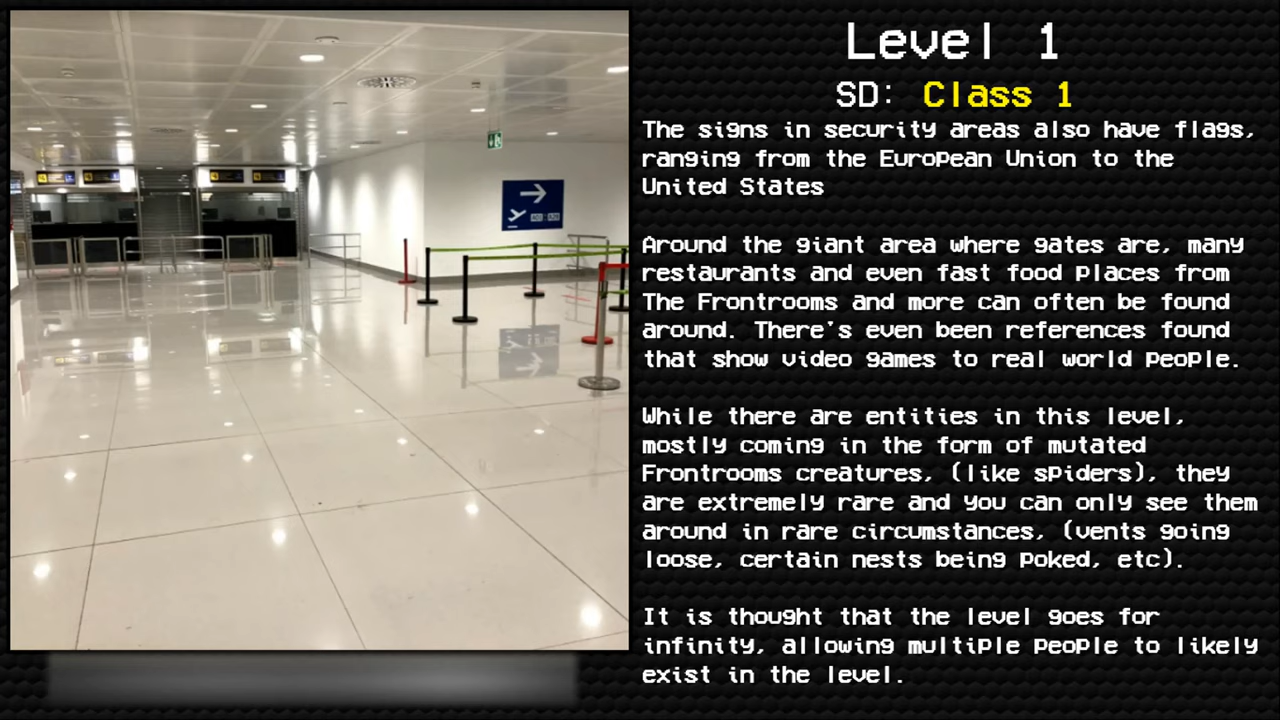 Level 1
SD: Class 1
The signs in security areas also have flags,
ranging from the European Union to the
United States
Around the giant area where gates are, many
restaurants and even fast food places from
The Frontrooms and more can often be found
around. There's even been references found
that show video games to real world people.
While there are entities in this level,
mostly coming in the form of mutated
Frontrooms creatures, (like spiders), they
are extremely rare and you can only see them
around in rare circumstances, (vents going
loose, certain nests being poked, etc).
It is thought that the level goes for
infinity, allowing multiple people to likely
exist in the level.